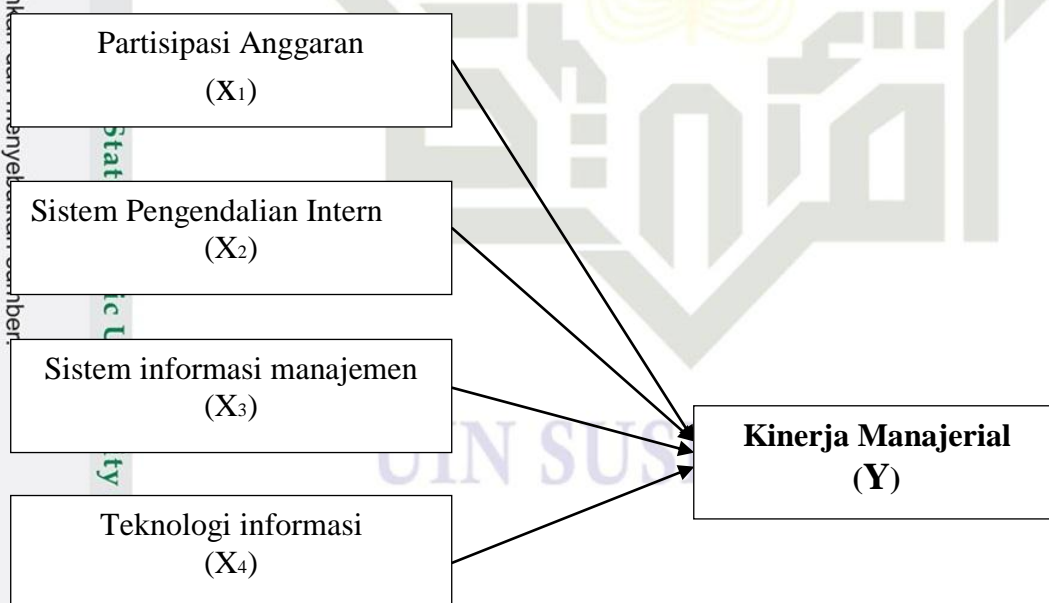 Partisipasi Anggaran
(X₁)
Sistem Pengendalian Intern
(X₂)
Sistem informasi manajemen
(X₃)
Teknologi informasi
(X₄)
Kinerja Manajerial
(Y)
UIN SUS